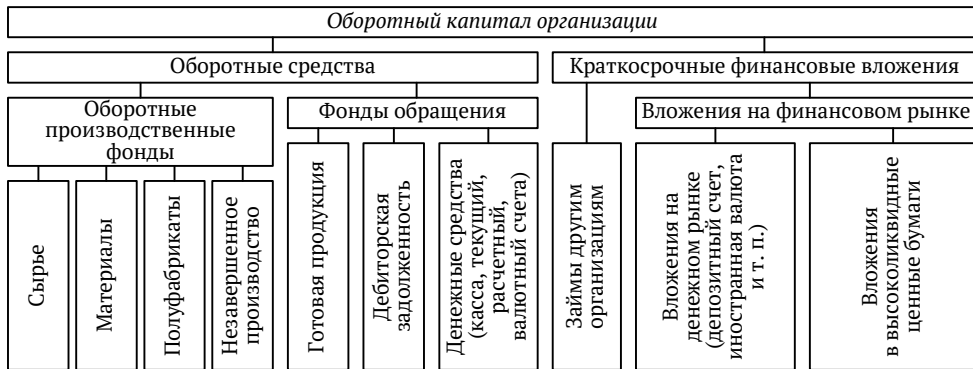 Оборотный капитал организации
Оборотные средства
Краткосрочные финансовые вложения
Оборотные
производственные
фонды
Фонды обращения
Вложения на финансовом рынке
Сырье
Материалы
Полуфабрикаты
Незавершенное
производство
Готовая продукция
Дебиторская
задолженность
Денежные средства
(касса, текущий,
расчетный,
валютный счета)
Займы другим
организациям
Вложения на
денежном рынке
(депозитный счет,
иностранная валюта
и т. п.)
Вложения
в высоколиквидные
ценные бумаги